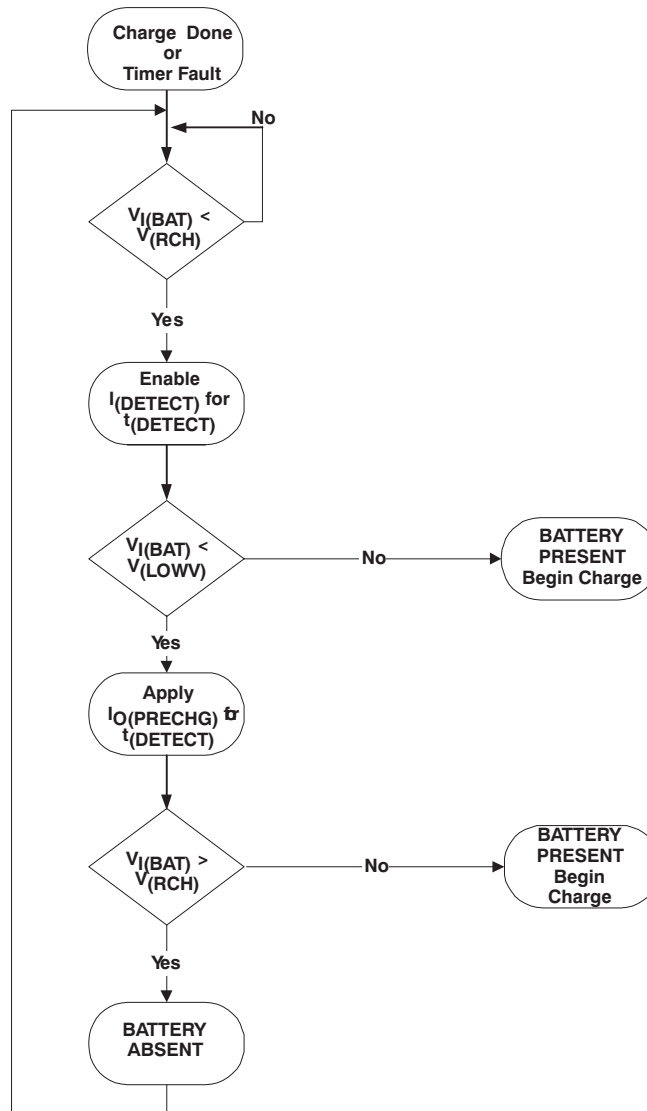 Charge Done
or
Timer Fault
No
VI(BAT) <
V(RCH)
Yes
Enable
I(DETECT) for
t(DETECT)
VI(BAT) <
V(LOWV)
No
BATTERY
PRESENT
Begin Charge
Yes
Apply
IO(PRECHG) for
t(DETECT)
VI(BAT) >
V(RCH)
No
BATTERY
PRESENT
Begin
Charge
Yes
BATTERY
ABSENT